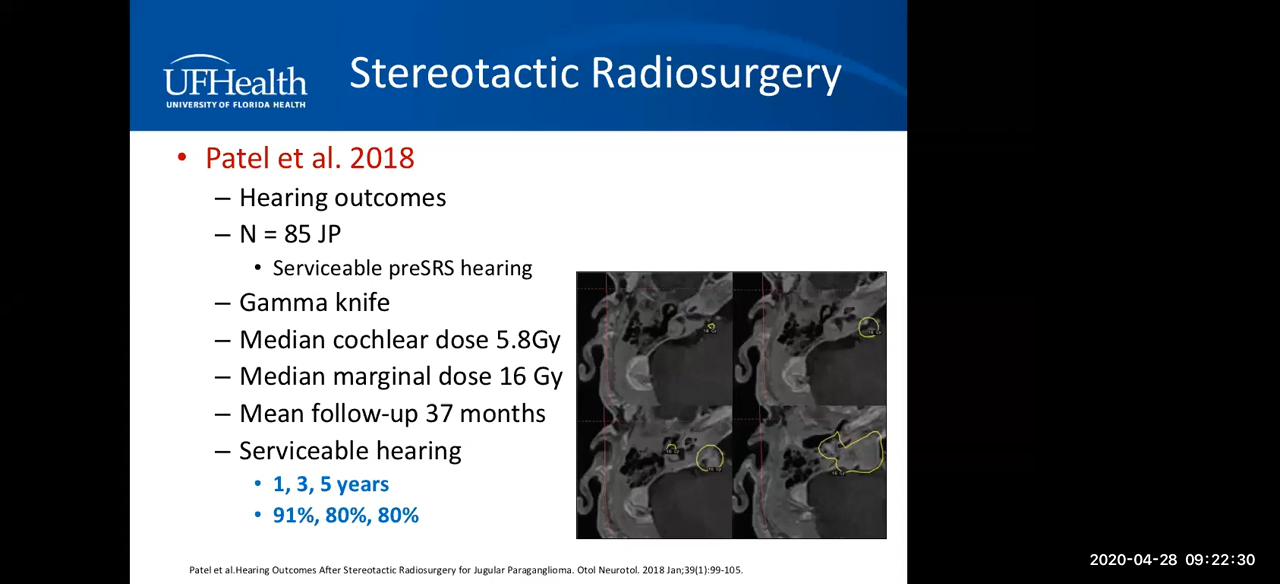 UFHealth
UNIVERSITY OF FLORIDA HEALTH
Stereotactic Radiosurgery
• Patel et al. 2018
– Hearing outcomes
– N = 85 JP
• Serviceable preSRS hearing
– Gamma knife
– Median cochlear dose 5.8Gy
– Median marginal dose 16 Gy
– Mean follow-up 37 months
– Serviceable hearing
• 1, 3, 5 years
• 91%, 80%, 80%
Patel et al.Hearing Outcomes After Stereotactic Radiosurgery for Jugular Paraganglioma. Otol Neurotol. 2018 Jan;39(1):99-105.
2020-04-28 09:22:30